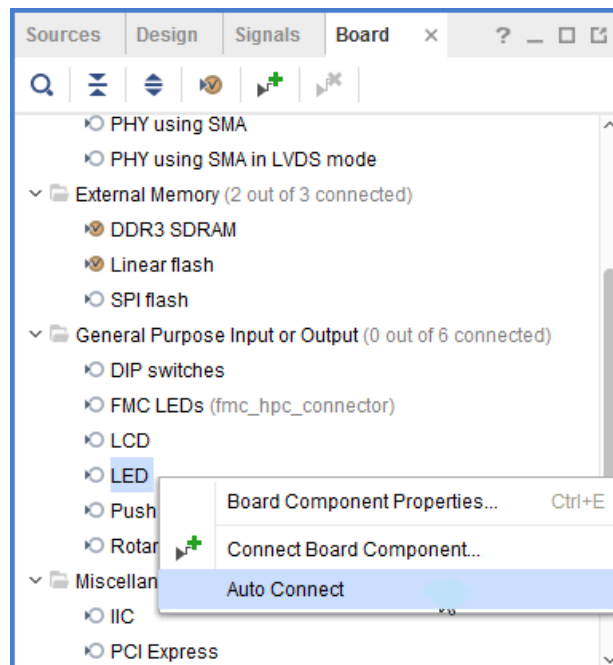 Sources Design Signals Board × ? _
PHY using SMA
PHY using SMA in LVDS mode
External Memory (2 out of 3 connected)
DDR3 SDRAM
Linear flash
SPI flash
General Purpose Input or Output (0 out of 6 connected)
DIP switches
FMC LEDs (fmc_hpc_connector)
LCD
LED
Board Component Properties... Ctrl+E
Push
Connect Board Component...
Auto Connect
IIC
PCI Express